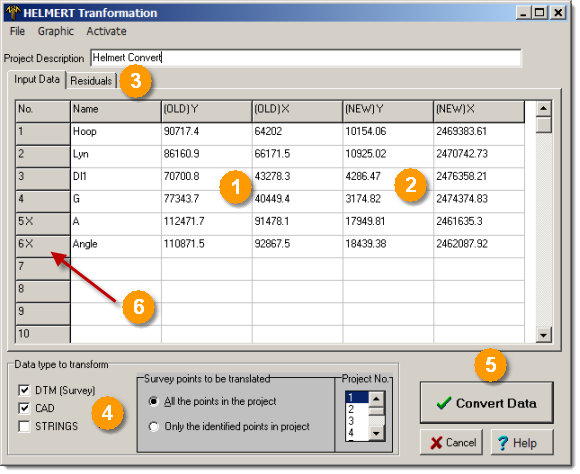 HELMERT Tranformation
File Graphic Activate
Project Description Helmert Convert
Input Data Residuals 3
No. Name (OLD)Y (OLD)X (NEW)Y (NEW)X
1 Hoop 90717.4 64202 10154.06 2469383.61
2 Lyn 86160.9 66171.5 10925.02 2470742.73
3 DI1 70700.8 43278.3 4286.47 2476358.21
1 2
4 G 77343.7 40449.4 3174.82 2474374.83
5 X A 112471.7 91478.1 17949.81 2461635.3
6 X Angle 110871.5 92867.5 18439.38 2462087.92
7
8
6
9
10
Data type to transform
5
Survey points to be translated Project No.
DTM (Survey)
All the points in the project 1
CAD 4
2
3
STRINGS Only the identified points in project 4
Convert Data
Cancel ? Help